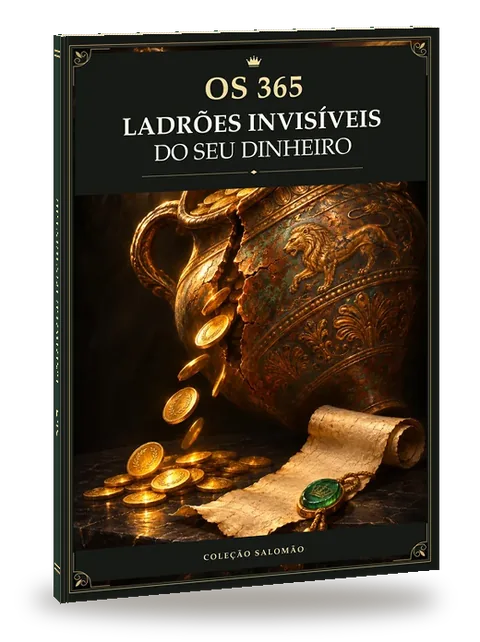 OS 365
LADRÕES INVISÍVEIS
DO SEU DINHEIRO
COLEÇÃO SALOMÃO